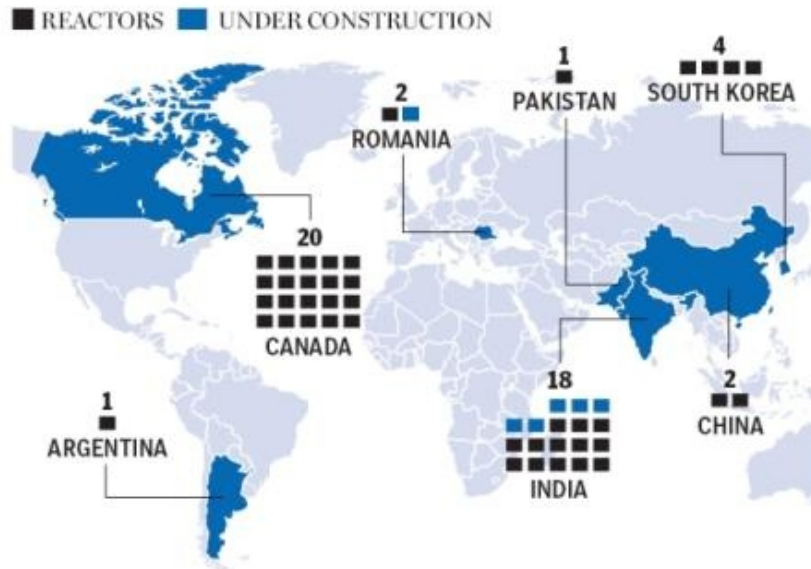 REACTORS UNDER CONSTRUCTION
1
PAKISTAN
4
SOUTH KOREA
2
ROMANIA
20
CANADA
18
INDIA
2
CHINA
1
ARGENTINA